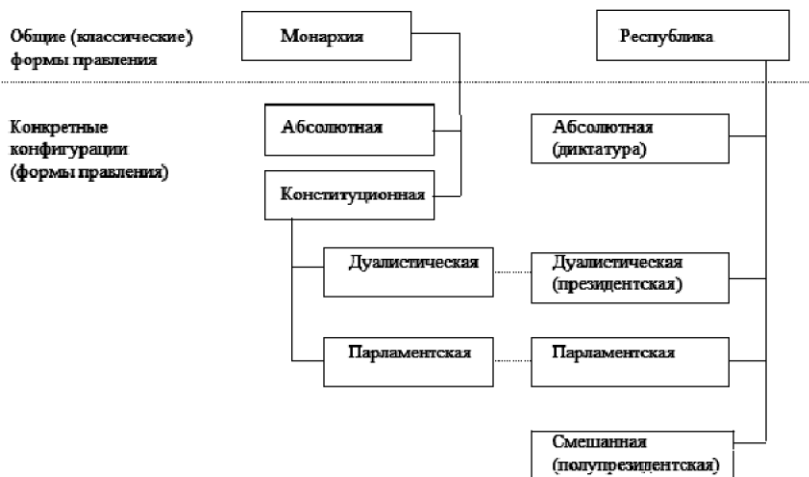 Общие (классические)
формы правления
Монархия
Республика
Конкретные
конфигурации
(формы правления)
Абсолютная
Абсолютная
(диктатура)
Конституционная
Дуалистическая
Дуалистическая
(президентская)
Парламентская
Парламентская
Смешанная
(полупрезидентская)